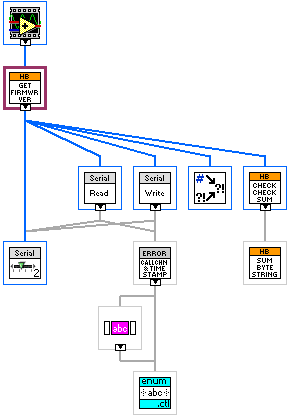 HB
GET
FIRMWR
VER
Serial
Read
Serial
Write
#
?!
?!
HB
CHECK
CHECK
SUM
Serial
2
ERROR
CALLCHN
& TIME
STAMP
HB
SUM
BYTE
STRING
abc
enum
abc
.ctl